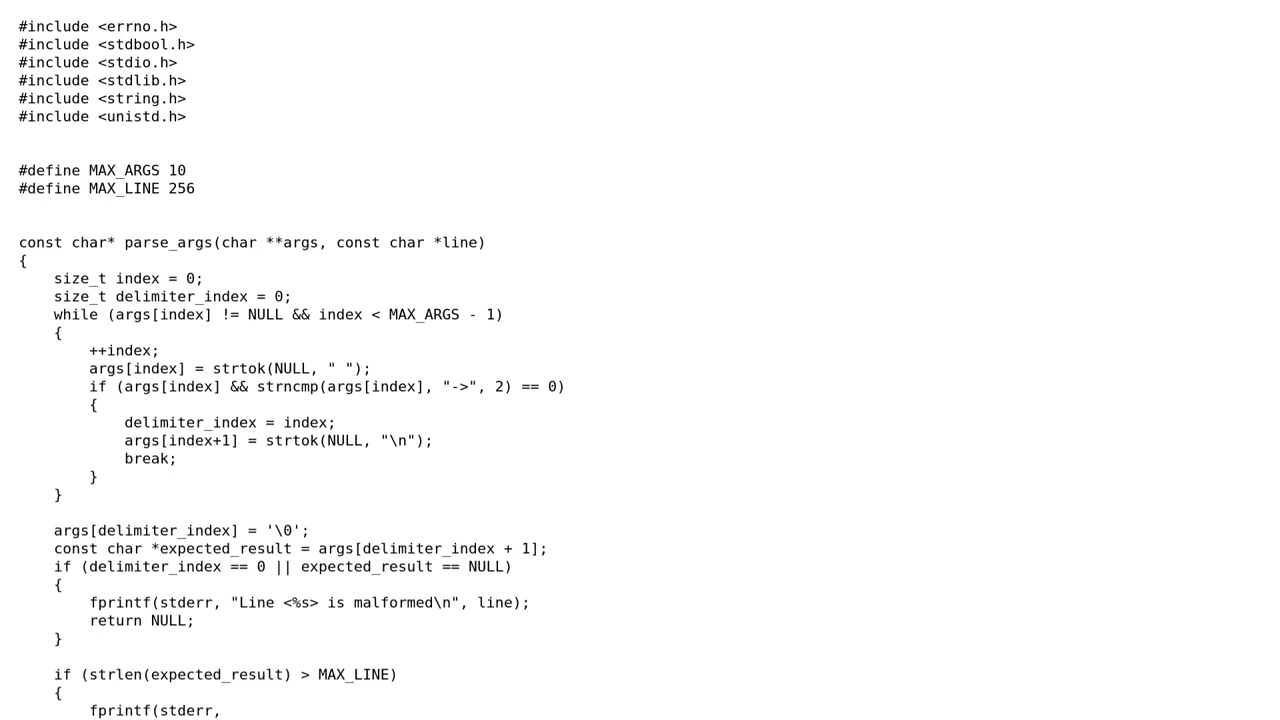 #include <errno.h>
#include <stdbool.h>
#include <stdio.h>
#include <stdlib.h>
#include <string.h>
#include <unistd.h>
#define MAX_ARGS 10
#define MAX_LINE 256
const char* parse_args(char **args, const char *line)
{
    size_t index = 0;
    size_t delimiter_index = 0;
    while (args[index] != NULL && index < MAX_ARGS - 1)
    {
        ++index;
        args[index] = strtok(NULL, " ");
        if (args[index] && strncmp(args[index], "->", 2) == 0)
        {
            delimiter_index = index;
            args[index+1] = strtok(NULL, "\n");
            break;
        }
    }
    args[delimiter_index] = '\0';
    const char *expected_result = args[delimiter_index + 1];
    if (delimiter_index == 0 || expected_result == NULL)
    {
        fprintf(stderr, "Line <%s> is malformed\n", line);
        return NULL;
    }
    if (strlen(expected_result) > MAX_LINE)
    {
        fprintf(stderr,